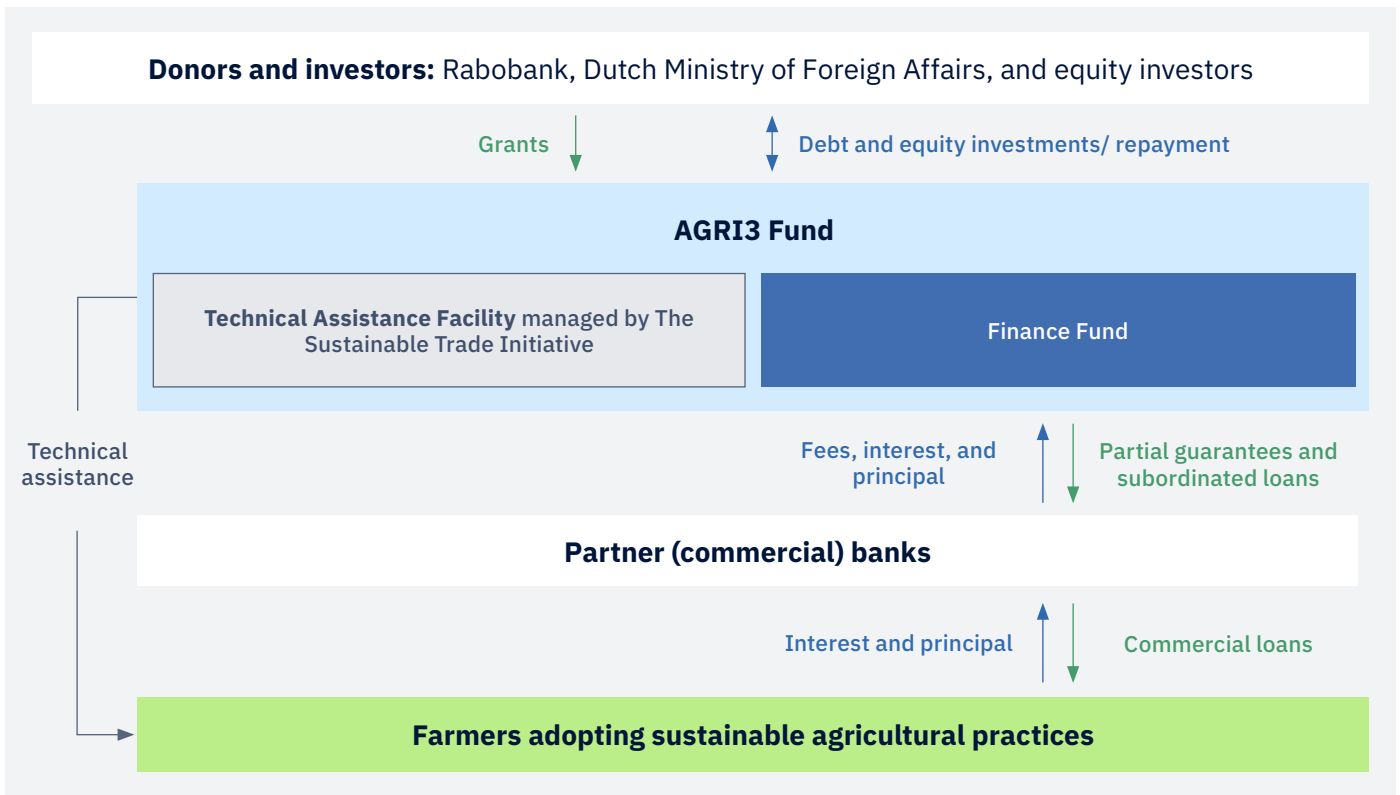 Donors and investors: Rabobank, Dutch Ministry of Foreign Affairs, and equity investors
Grants
Debt and equity investments/ repayment
AGRI3 Fund
Technical Assistance Facility managed by The
Sustainable Trade Initiative
Finance Fund
Technical
assistance
Fees, interest, and
principal
Partial guarantees and
subordinated loans
Partner (commercial) banks
Interest and principal
Commercial loans
Farmers adopting sustainable agricultural practices